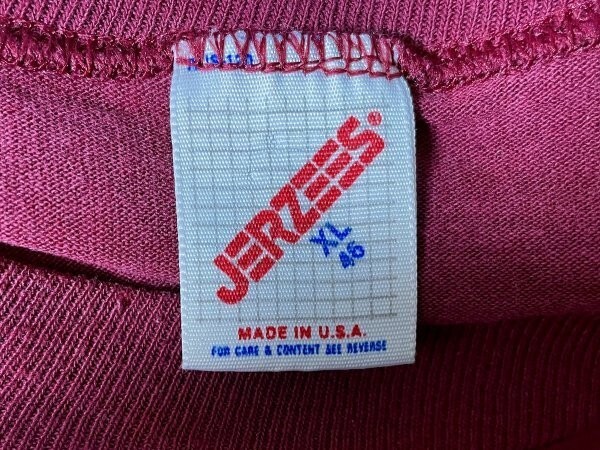 JERZEES®
XL
46
MADE IN U.S.A.
FOR CARE & CONTENT SEE REVERSE